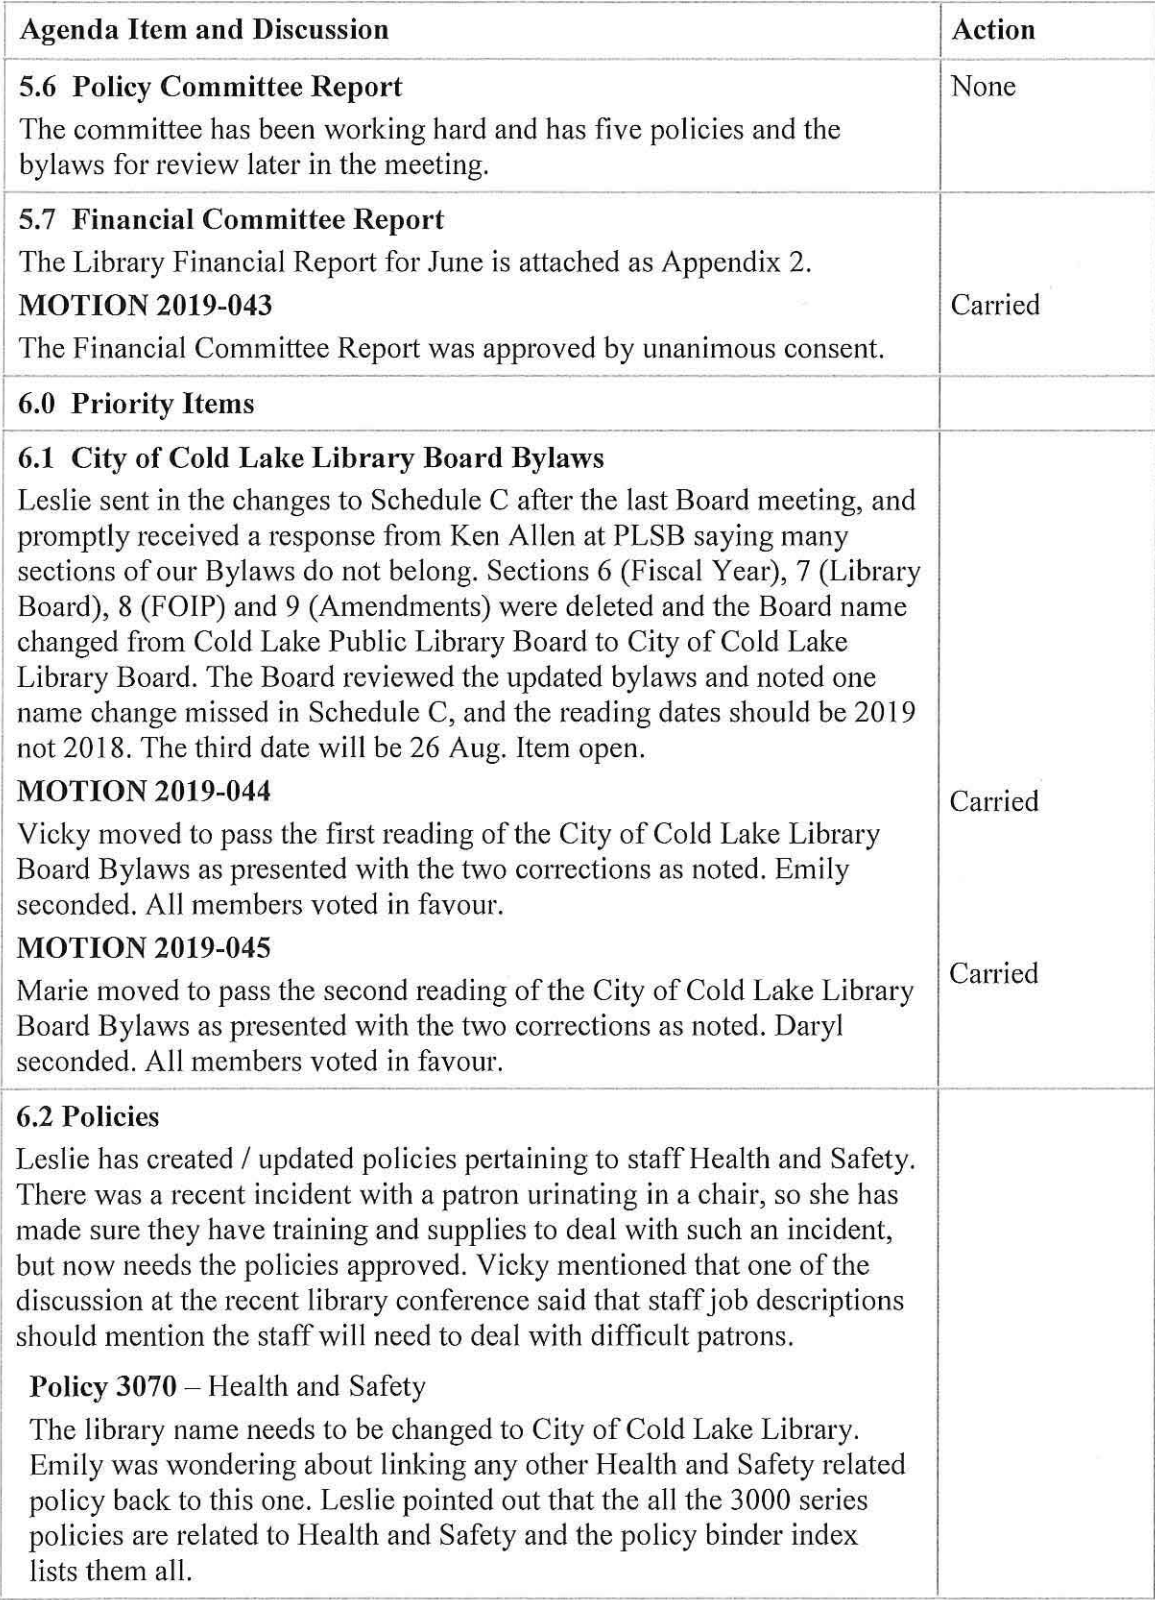 Agenda Item and Discussion
Action
5.6 Policy Committee Report
None
The committee has been working hard and has five policies and the
bylaws for review later in the meeting.
5.7 Financial Committee Report
The Library Financial Report for June is attached as Appendix 2.
MOTION 2019-043
Carried
The Financial Committee Report was approved by unanimous consent.
6.0 Priority Items
6.1 City of Cold Lake Library Board Bylaws
Leslie sent in the changes to Schedule C after the last Board meeting, and
promptly received a response from Ken Allen at PLSB saying many
sections of our Bylaws do not belong. Sections 6 (Fiscal Year), 7 (Library
Board), 8 (FOIP) and 9 (Amendments) were deleted and the Board name
changed from Cold Lake Public Library Board to City of Cold Lake
Library Board. The Board reviewed the updated bylaws and noted one
name change missed in Schedule C, and the reading dates should be 2019
not 2018. The third date will be 26 Aug. Item open.
MOTION 2019-044
Carried
Vicky moved to pass the first reading of the City of Cold Lake Library
Board Bylaws as presented with the two corrections as noted. Emily
seconded. All members voted in favour.
MOTION 2019-045
Carried
Marie moved to pass the second reading of the City of Cold Lake Library
Board Bylaws as presented with the two corrections as noted. Daryl
seconded. All members voted in favour.
6.2 Policies
Leslie has created / updated policies pertaining to staff Health and Safety.
There was a recent incident with a patron urinating in a chair, so she has
made sure they have training and supplies to deal with such an incident,
but now needs the policies approved. Vicky mentioned that one of the
discussion at the recent library conference said that staff job descriptions
should mention the staff will need to deal with difficult patrons.
Policy 3070 – Health and Safety
The library name needs to be changed to City of Cold Lake Library.
Emily was wondering about linking any other Health and Safety related
policy back to this one. Leslie pointed out that the all the 3000 series
policies are related to Health and Safety and the policy binder index
lists them all.